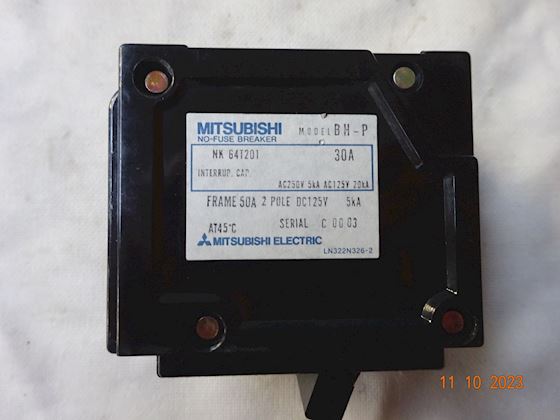 MITSUBISHI MODEL BH-P
NO-FUSE BREAKER
NK 64T201 30A
INTERRUP. CAP.
AC250V 5kA AC125V 20kA
FRAME 50A 2 POLE DC125V 5kA
AT45°C SERIAL C 00 03
MITSUBISHI ELECTRIC
LN322N326-2
11 10 2023